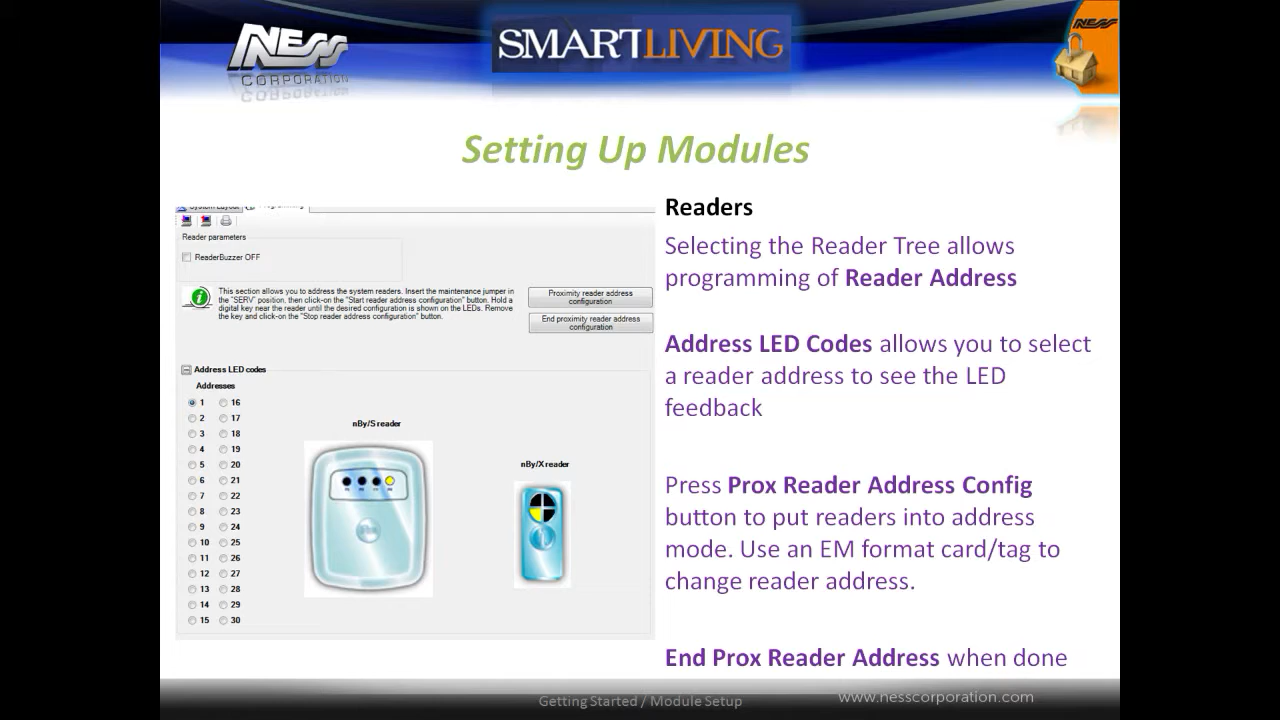 NESS
CORPORATION
SMARTLIVING
NESS
Setting Up Modules
Reader parameters
ReaderBuzzer OFF
This section allows you to address the system readers. Insert the maintenance jumper in
the "SERV" position, then click-on the "Start reader address configuration" button. Hold a
digital key near the reader until the desired configuration is shown on the LEDs. Remove
the key and click-on the "Stop reader address configuration" button.
Proximity reader address
configuration
End proximity reader address
configuration
Address LED codes
Addresses
1 16
2 17
3 18
4 19
5 20
6 21
7 22
8 23
9 24
10 25
11 26
12 27
13 28
14 29
15 30
nBy/S reader
nBy/X reader
Readers
Selecting the Reader Tree allows
programming of Reader Address
Address LED Codes allows you to select
a reader address to see the LED
feedback
Press Prox Reader Address Config
button to put readers into address
mode. Use an EM format card/tag to
change reader address.
End Prox Reader Address when done
Getting Started / Module Setup
www.nesscorporation.com